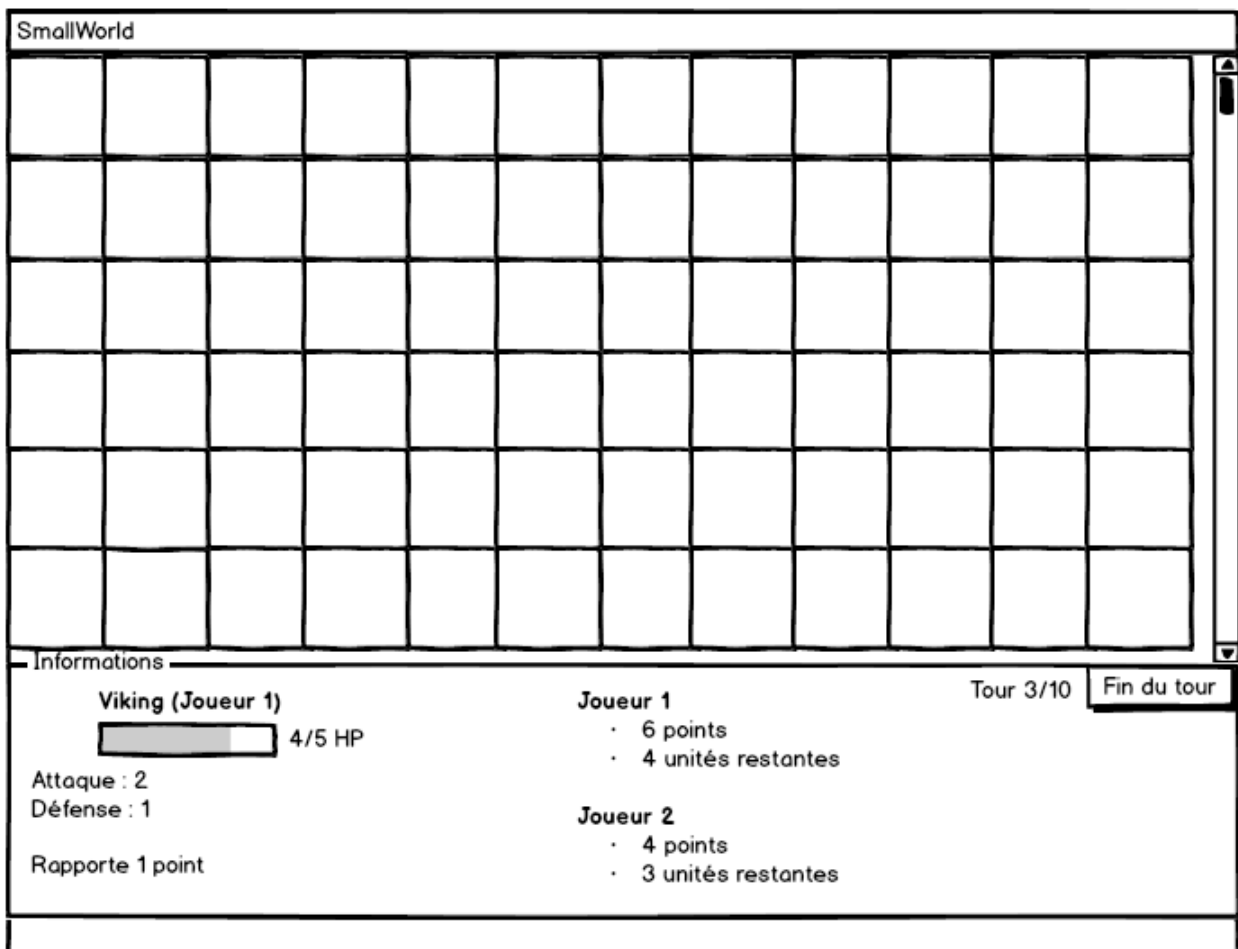 SmallWorld
Informations
Viking (Joueur 1)
4/5 HP
Attaque : 2
Défense : 1
Rapporte 1 point
Joueur 1
· 6 points
· 4 unités restantes
Joueur 2
· 4 points
· 3 unités restantes
Tour 3/10
Fin du tour